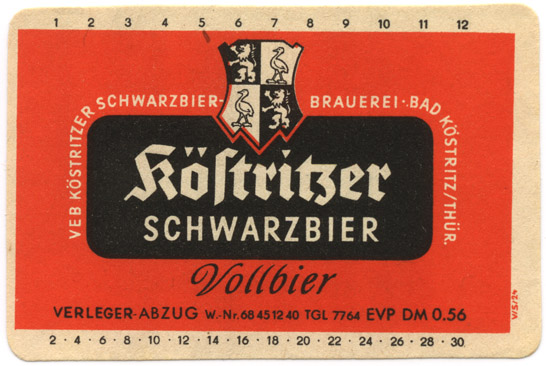 1 2 3 4 5 6 7 8 9 10 11 12
VEB KÖSTRITZER SCHWARZBIER-BRAUEREI·BAD KÖSTRITZ/THÜR.
Köſtritzer
SCHWARZBIER
Vollbier
VERLEGER-ABZUG W.-Nr. 68 45 12 40 TGL 7764 EVP DM 0.56
V/5/24
2·4·6·8·10·12·14·16·18·20·22·24·26·28·30